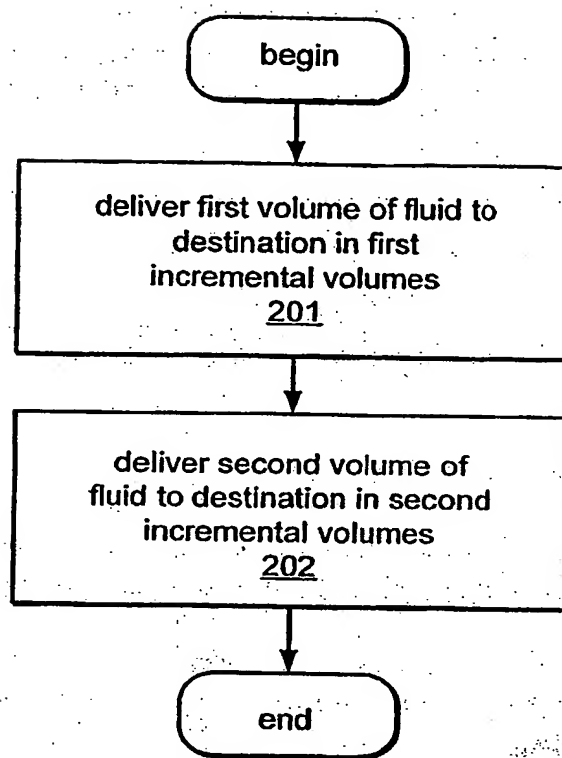 begin
deliver first volume of fluid to
destination in first
incremental volumes
201
deliver second volume of
fluid to destination in second
incremental volumes
202
end